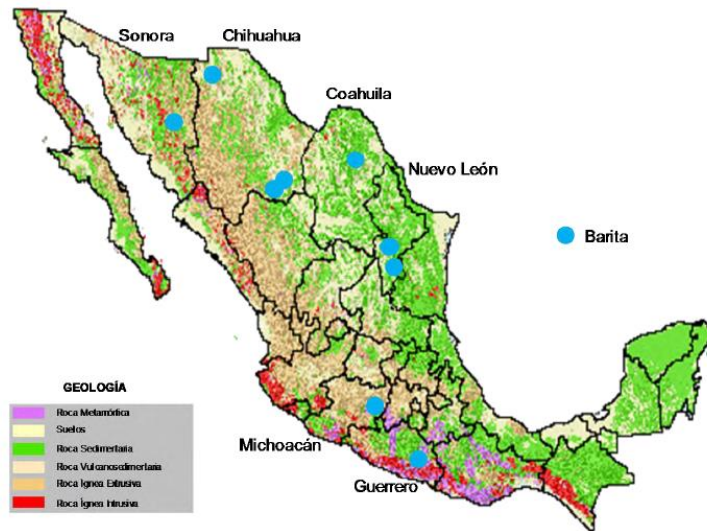 Sonora
Chihuahua
Coahuila
Nuevo León
Barita
GEOLOGÍA
Roca Metamórfica
Suelos
Roca Sedimentaria
Roca Vulcanosedimentaria
Roca Ígnea Extrusiva
Roca Ígnea Intrusiva
Michoacán
Guerrero